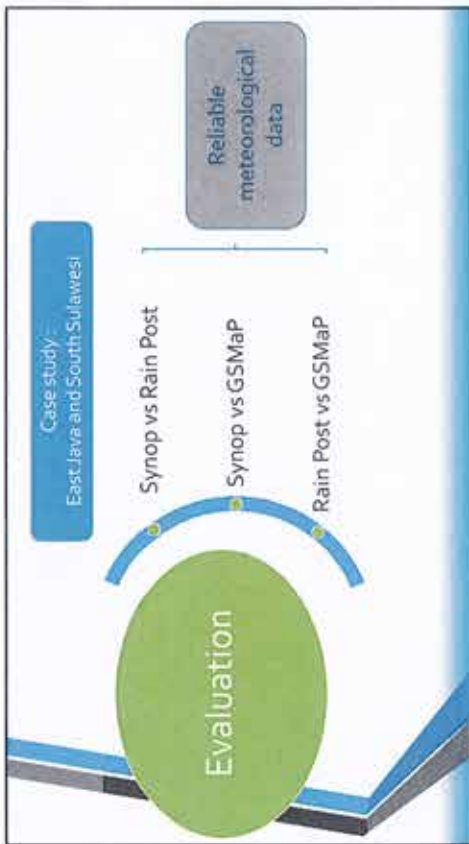 Case study :
East Java and South Sulawesi
Evaluation
Synop vs Rain Post
Synop vs GSMaP
Rain Post vs GSMaP
Reliable
meteorological
data